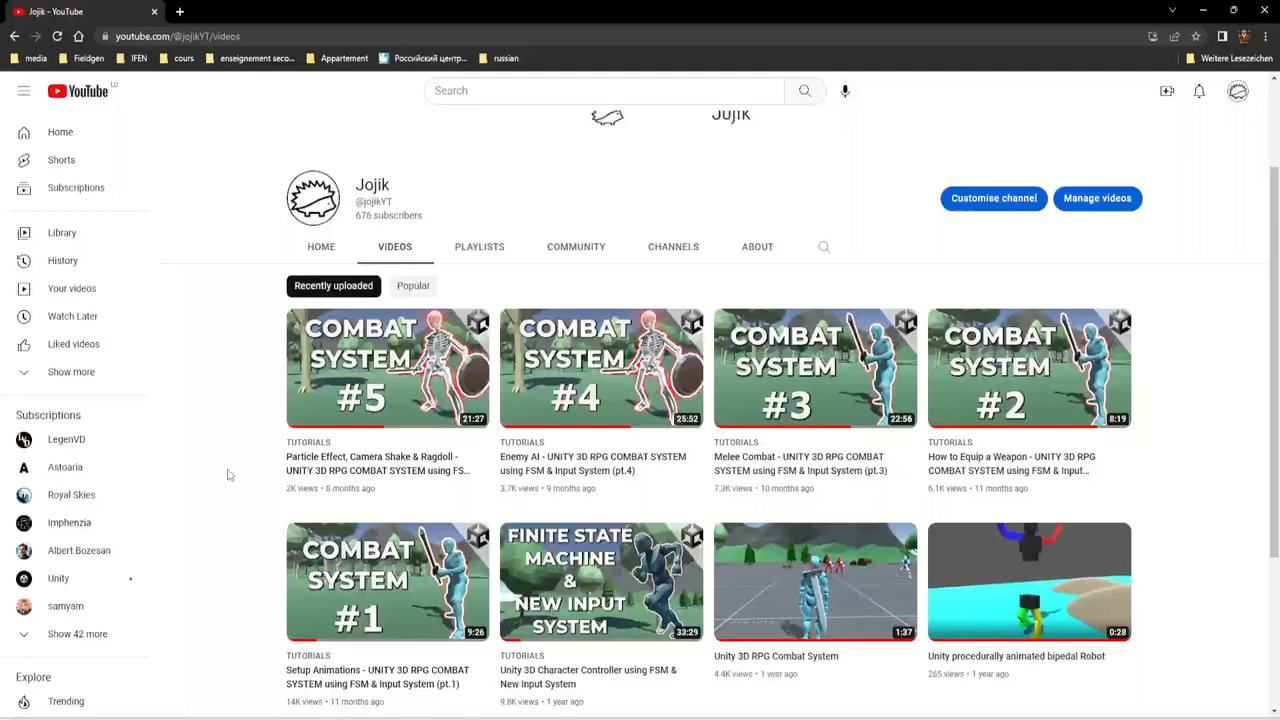 Jojik - YouTube
youtube.com/@jojikYT/videos
media
Fieldgen
IFEN
cours
enseignement seco...
Appartement
Российский центр...
russian
Weitere Lesezeichen
YouTube LU
Search
Jojik
Home
Shorts
Subscriptions
Library
History
Your videos
Watch Later
Liked videos
Show more
Subscriptions
LegenVD
Astoaria
Royal Skies
Imphenzia
Albert Bozesan
Unity
samyam
Show 42 more
Explore
Trending
Jojik
@jojikYT
676 subscribers
Customise channel
Manage videos
HOME
VIDEOS
PLAYLISTS
COMMUNITY
CHANNELS
ABOUT
Recently uploaded
Popular
COMBAT
SYSTEM
#5
21:27
TUTORIALS
Particle Effect, Camera Shake & Ragdoll -
UNITY 3D RPG COMBAT SYSTEM using FS...
2K views • 8 months ago
COMBAT
SYSTEM
#4
25:52
TUTORIALS
Enemy AI - UNITY 3D RPG COMBAT SYSTEM
using FSM & Input System (pt.4)
3.7K views • 9 months ago
COMBAT
SYSTEM
#3
22:56
TUTORIALS
Melee Combat - UNITY 3D RPG COMBAT
SYSTEM using FSM & Input System (pt.3)
7.3K views • 10 months ago
COMBAT
SYSTEM
#2
8:19
TUTORIALS
How to Equip a Weapon - UNITY 3D RPG
COMBAT SYSTEM using FSM & Input...
6.1K views • 11 months ago
COMBAT
SYSTEM
#1
9:26
TUTORIALS
Setup Animations - UNITY 3D RPG COMBAT
SYSTEM using FSM & Input System (pt.1)
14K views • 11 months ago
FINITE STATE
MACHINE
&
NEW INPUT
SYSTEM
33:29
TUTORIALS
Unity 3D Character Controller using FSM &
New Input System
9.8K views • 1 year ago
1:37
Unity 3D RPG Combat System
4.4K views • 1 year ago
0:28
Unity procedurally animated bipedal Robot
265 views • 1 year ago